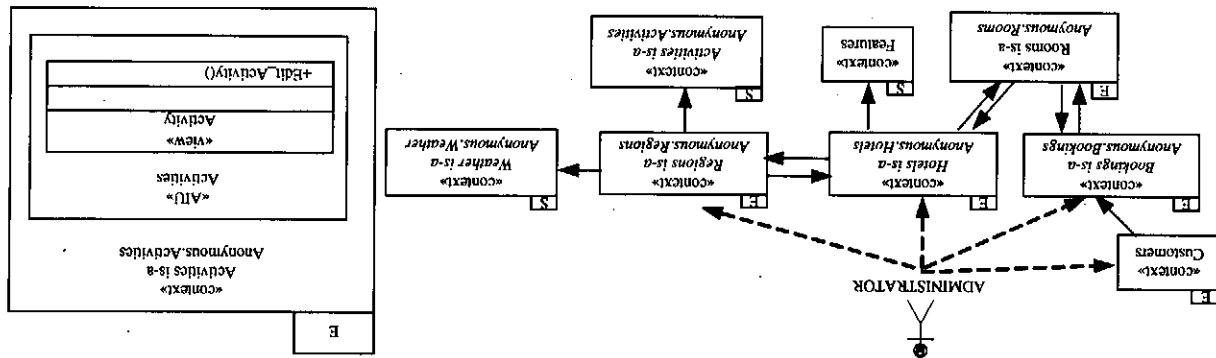 ADMINISTRATOR
E
«context»
Customers
E
«context»
Bookings is-a
Anonymous.Bookings
E
«context»
Hotels is-a
Anonymous.Hotels
E
«context»
Regions is-a
Anonymous.Regions
S
«context»
Weather is-a
Anonymous.Weather
E
«context»
Rooms is-a
Anoymous.Rooms
S
«context»
Features
S
«context»
Activities is-a
Anonymous.Activities
E
«context»
Activities is-a
Anonymous.Activities
«AIU»
Activities
«view»
Activity
+Edit_Activity()